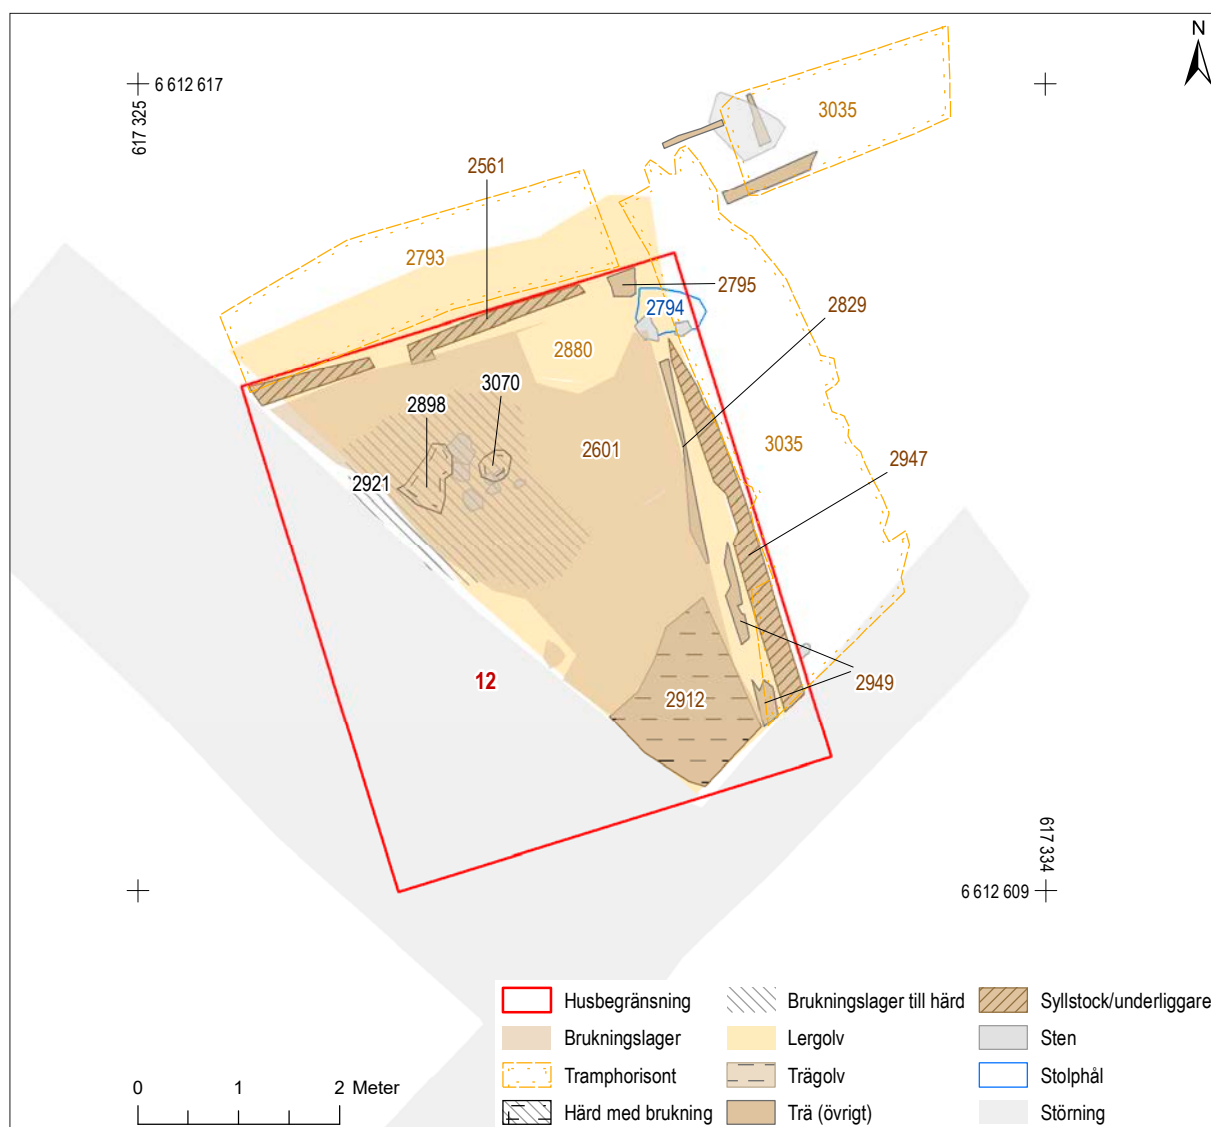 N
6 612 617
617 325
3035
2561
2793
2795
2794
2829
2880
3070
2898
2601
3035
2947
2921
12
2912
2949
617 334
6 612 609
Husbegränsning
Brukningslager till härd
Syllstock/underliggare
Brukningslager
Lergolv
Sten
Tramphorisont
Trägolv
Stolphål
Härd med brukning
Trä (övrigt)
Störning
0 1 2 Meter